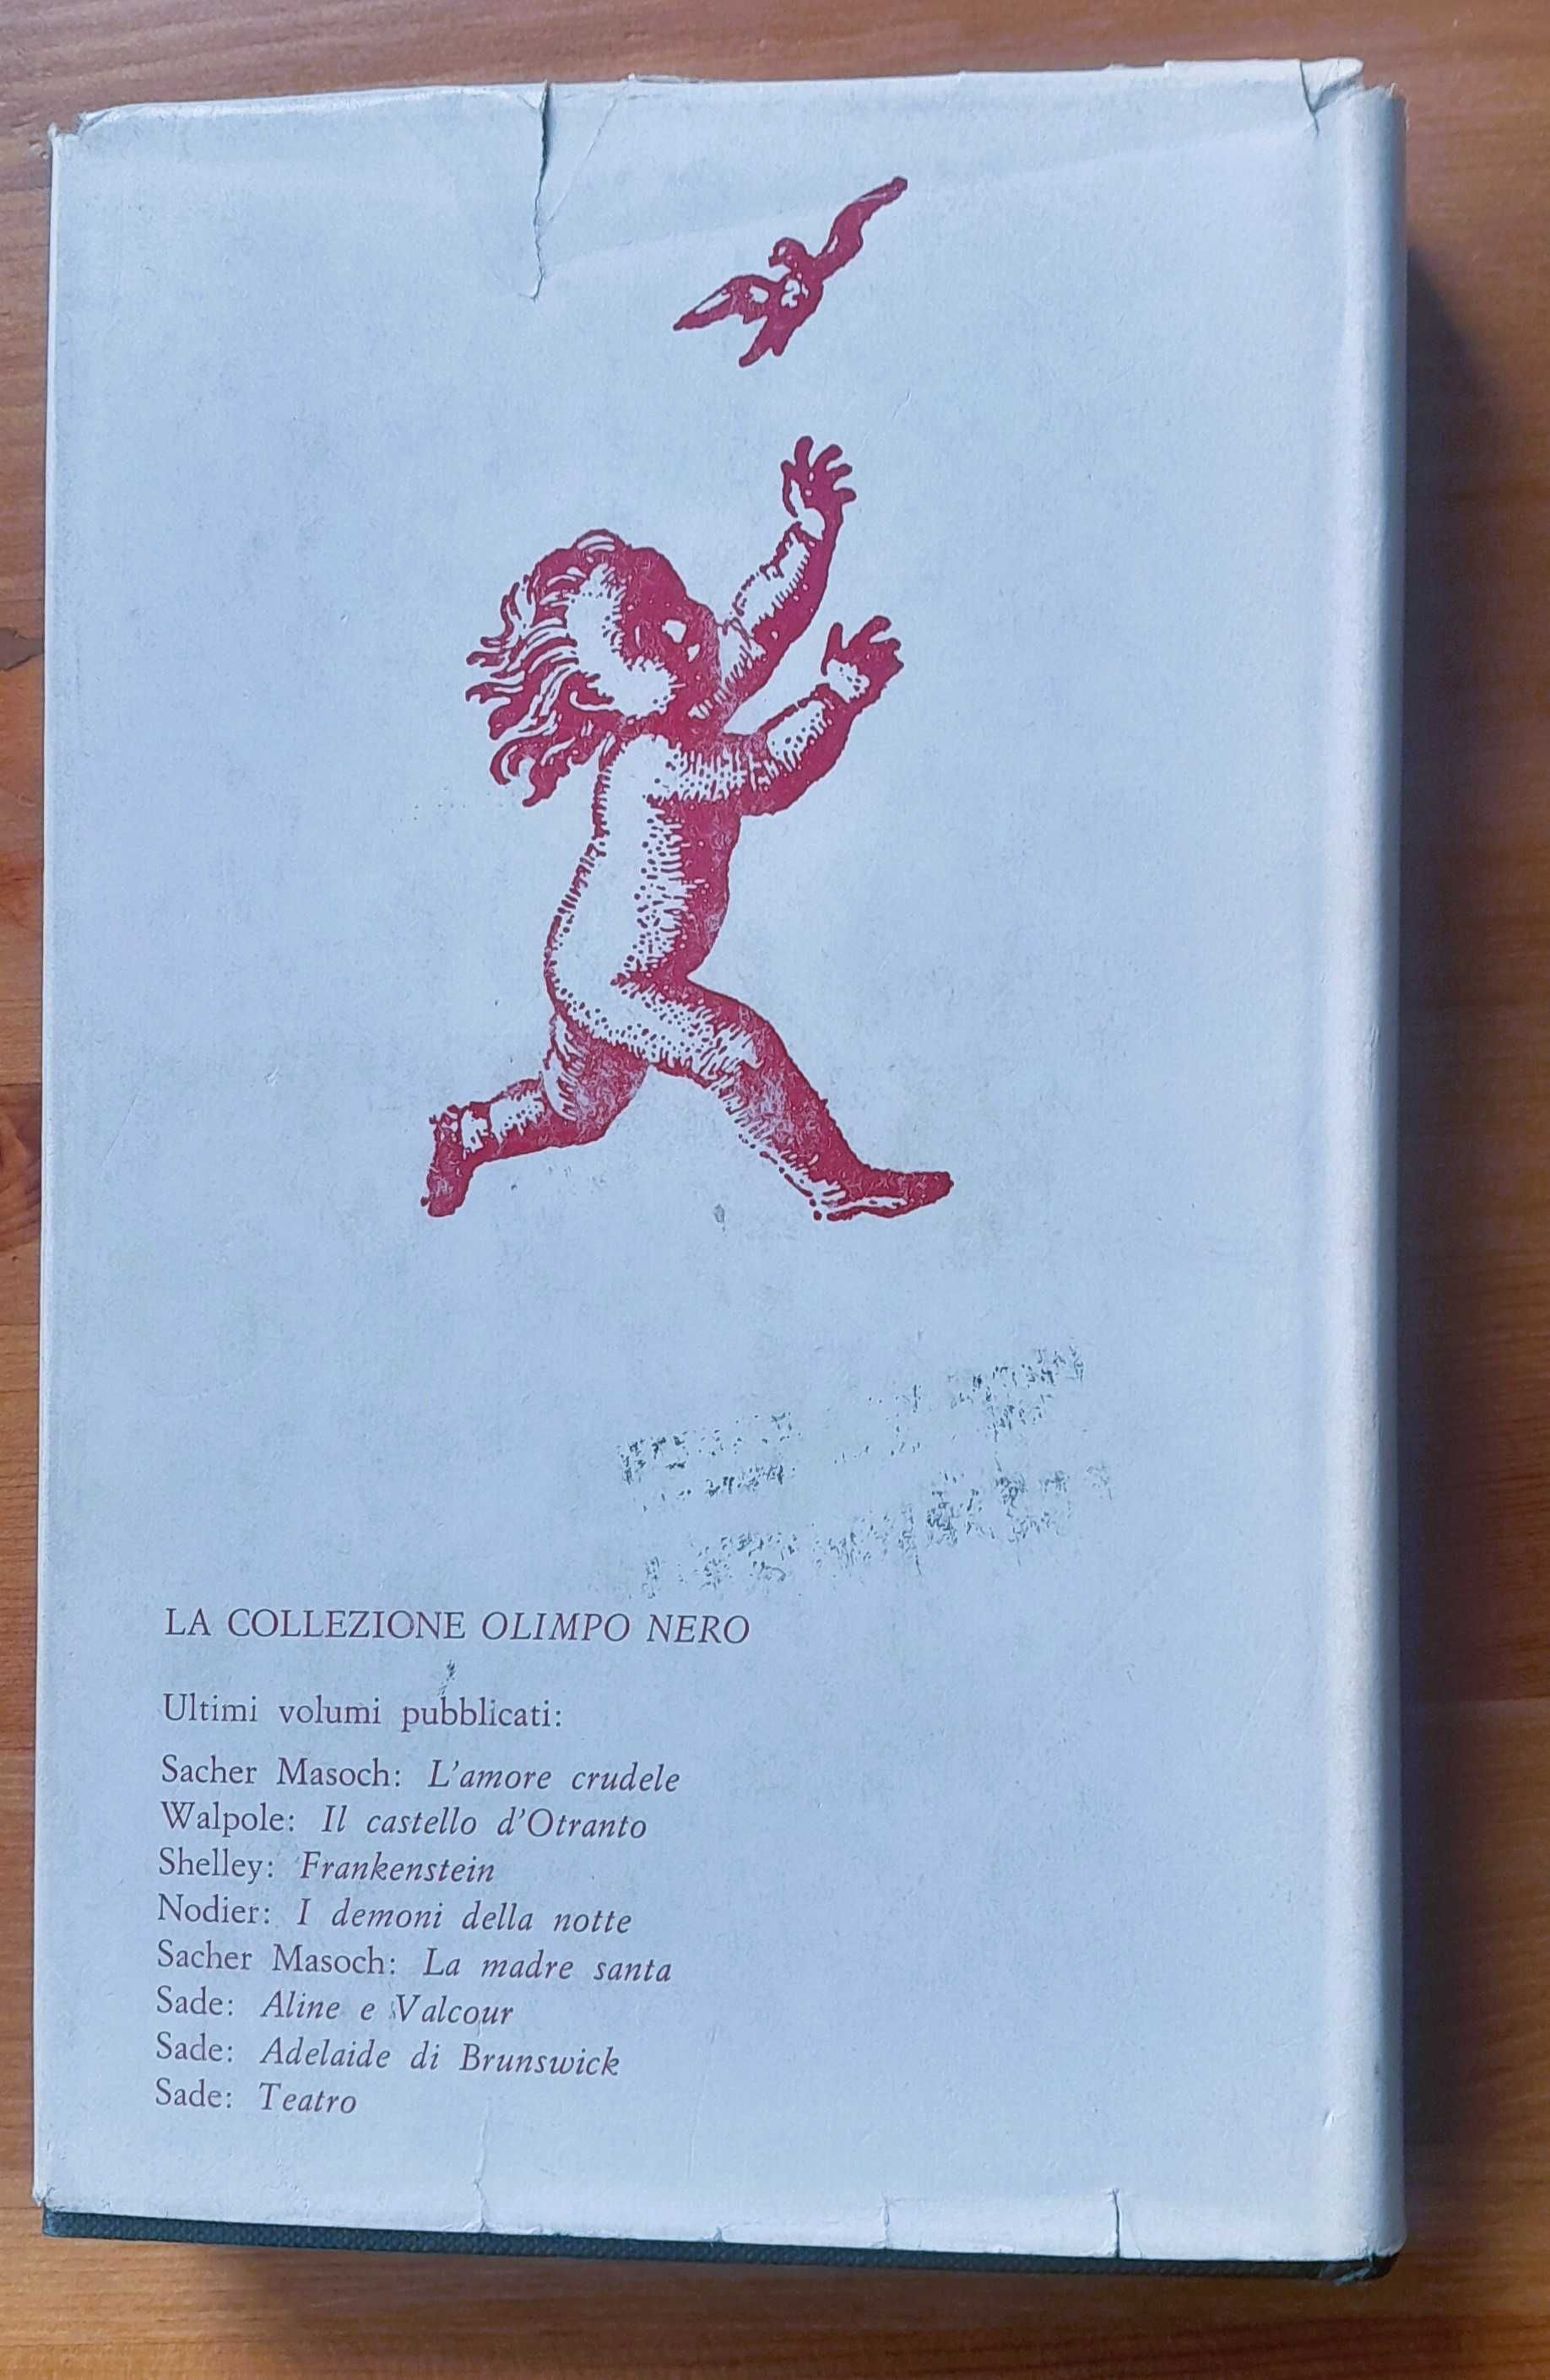 LA COLLEZIONE OLIMPO NERO
Ultimi volumi pubblicati:
Sacher Masoch: L'amore crudele
Walpole: Il castello d'Otranto
Shelley: Frankenstein
Nodier: I demoni della notte
Sacher Masoch: La madre santa
Sade: Aline e Valcour
Sade: Adelaide di Brunswick
Sade: Teatro